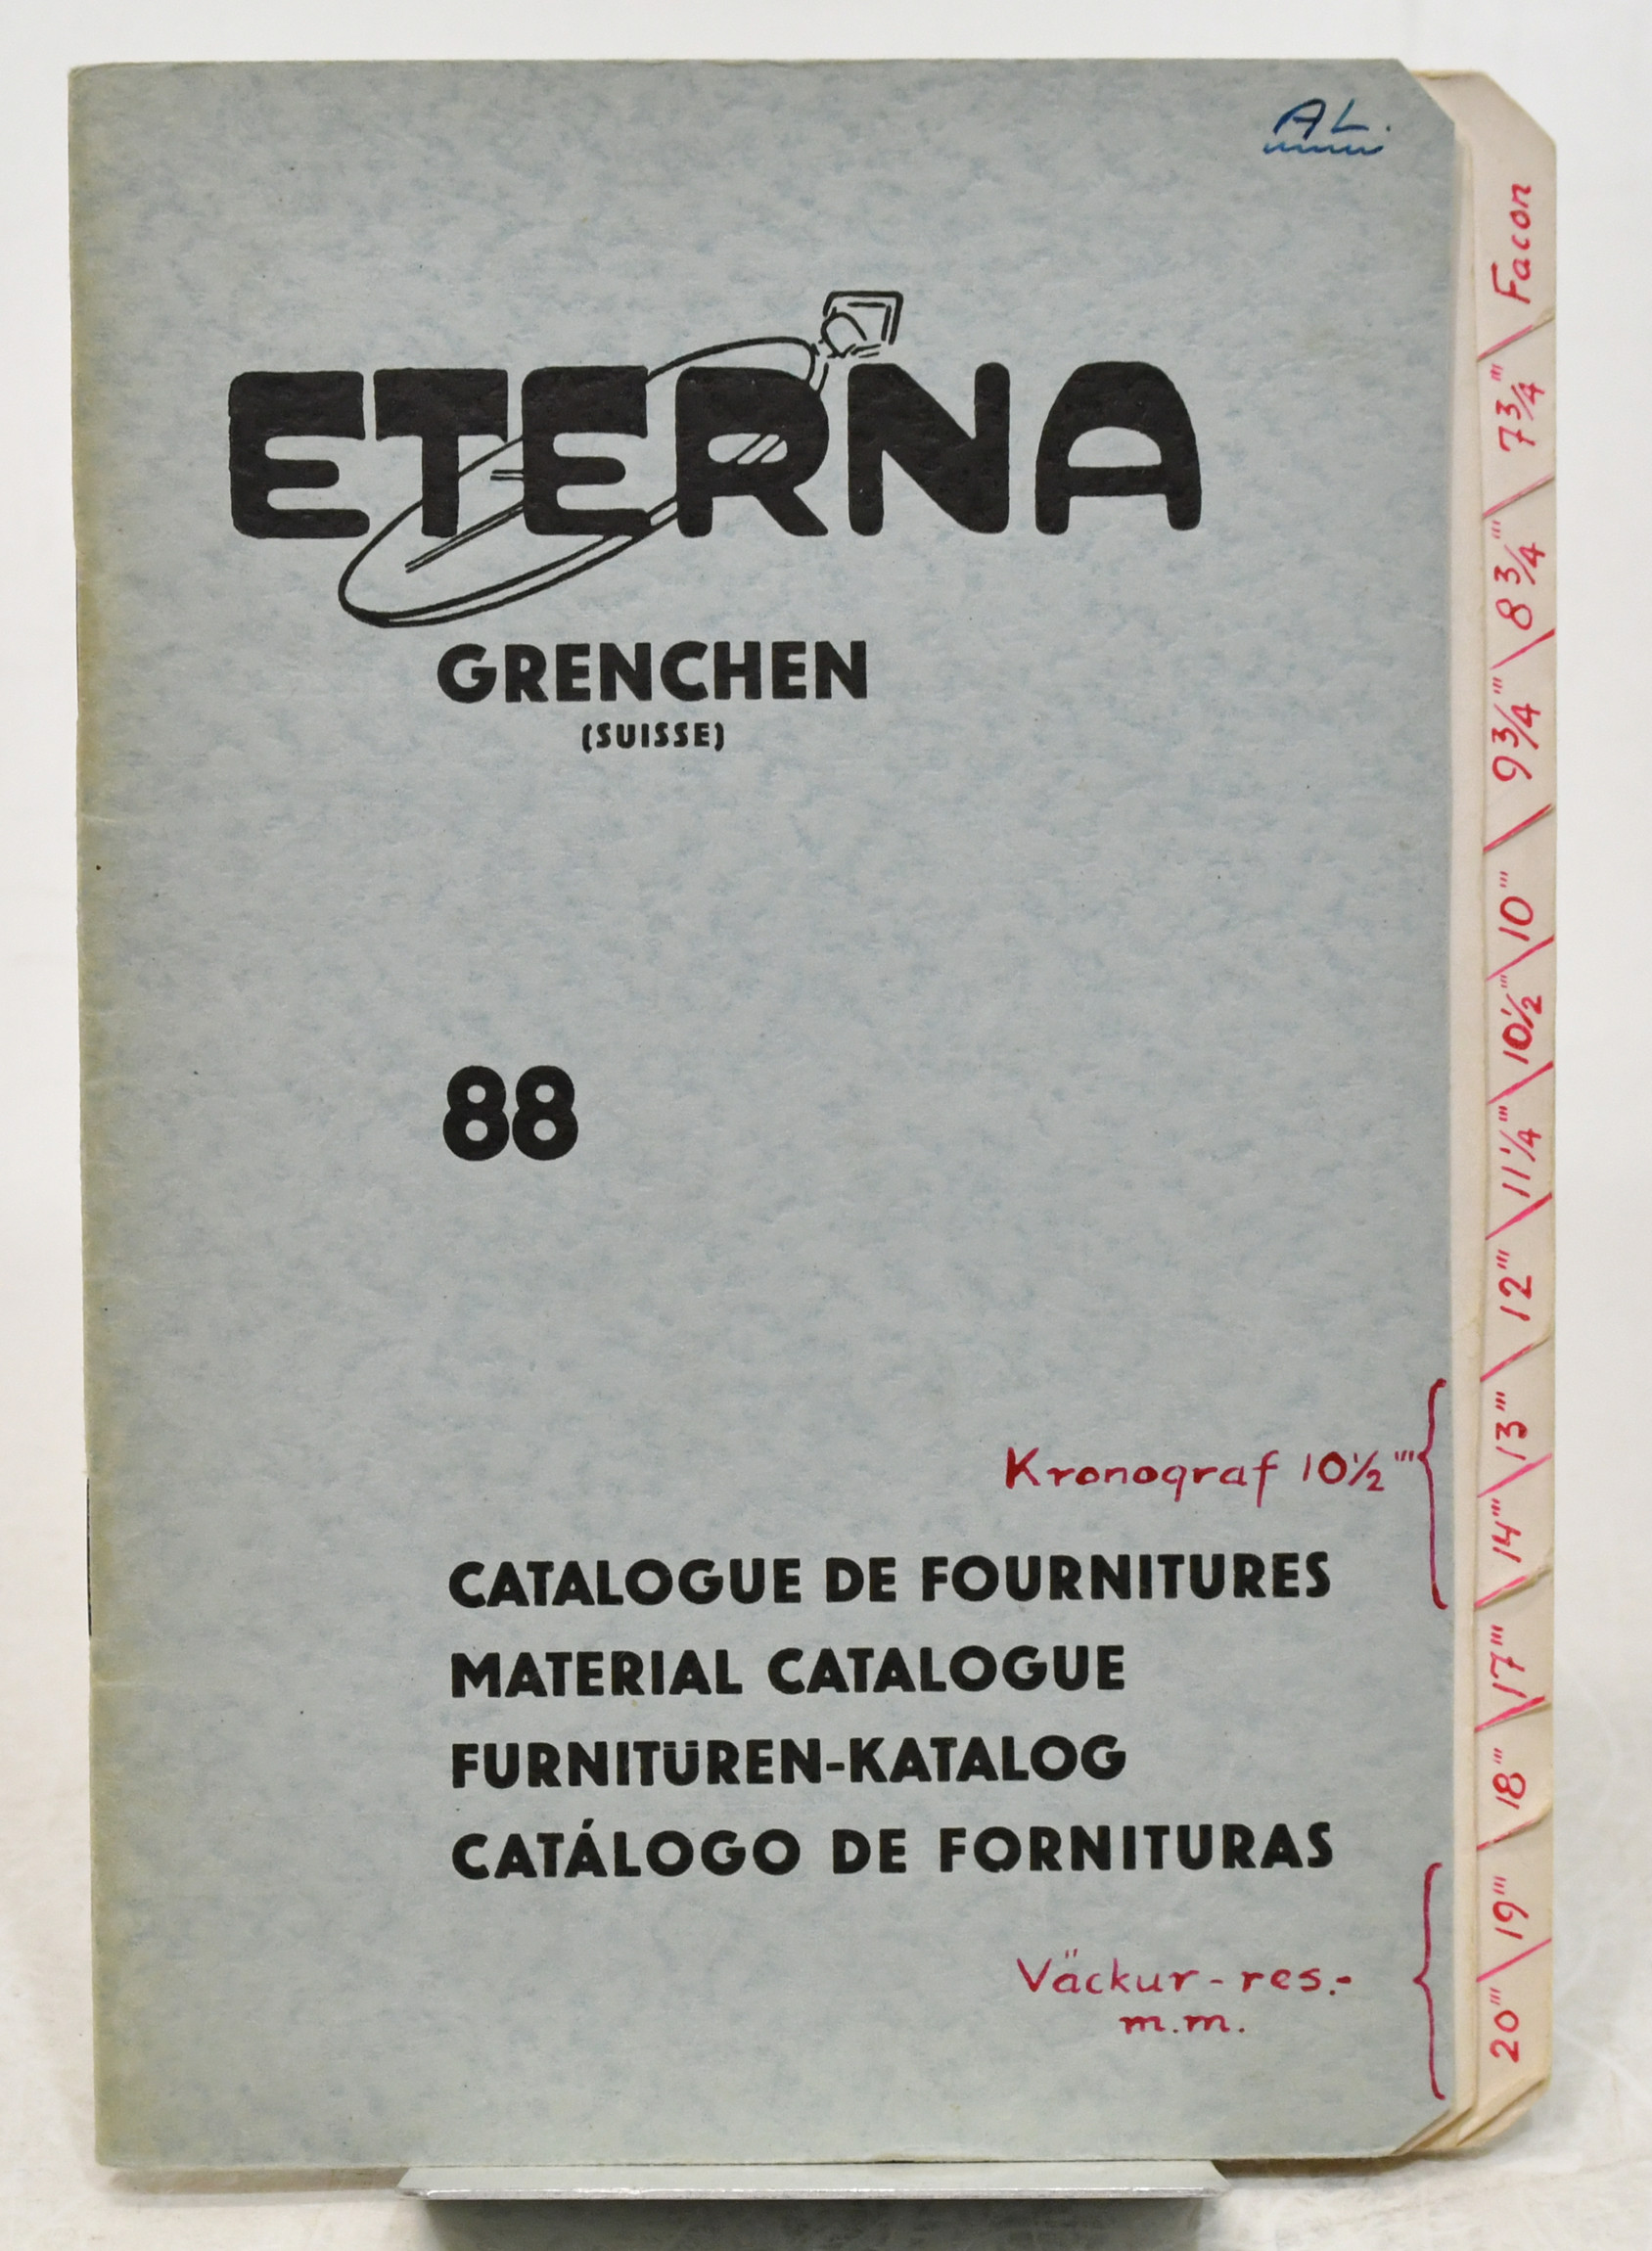 AL.
ETERNA
GRENCHEN
(SUISSE)
88
Kronograf 10½'''
CATALOGUE DE FOURNITURES
MATERIAL CATALOGUE
FURNITÜREN-KATALOG
CATÁLOGO DE FORNITURAS
Väckur-res.-
m.m.
Facon
7¾'''
8¾'''
9¾'''
10'''
10½'''
11¼'''
12'''
13'''
14'''
17'''
18'''
19'''
20'''